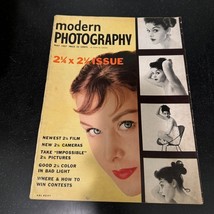 modern
PHOTOGRAPHY
2¼ x 2¼ ISSUE
NEWEST 2¼ FILM
NEW 2¼ CAMERAS
TAKE "IMPOSSIBLE"
2¼ PICTURES
GOOD 2¼ COLOR
IN BAD LIGHT
WHERE & HOW TO
WIN CONTESTS